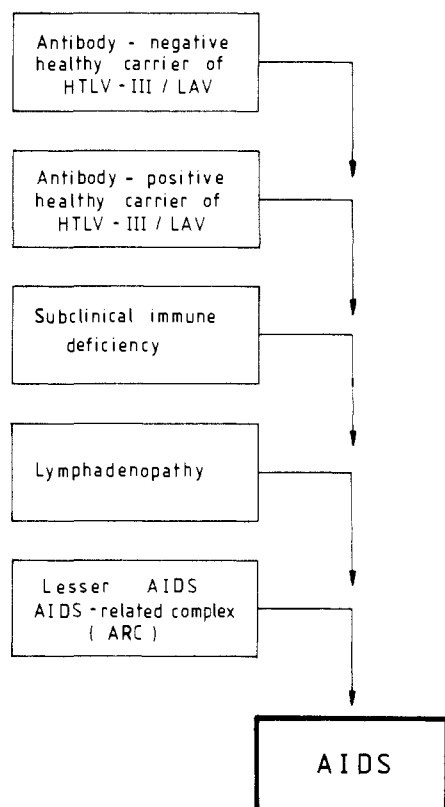 Antibody - negative
healthy carrier of
HTLV - III / LAV
Antibody - positive
healthy carrier of
HTLV - III / LAV
Subclinical immune
deficiency
Lymphadenopathy
Lesser AIDS
AIDS - related complex
( ARC )
AIDS